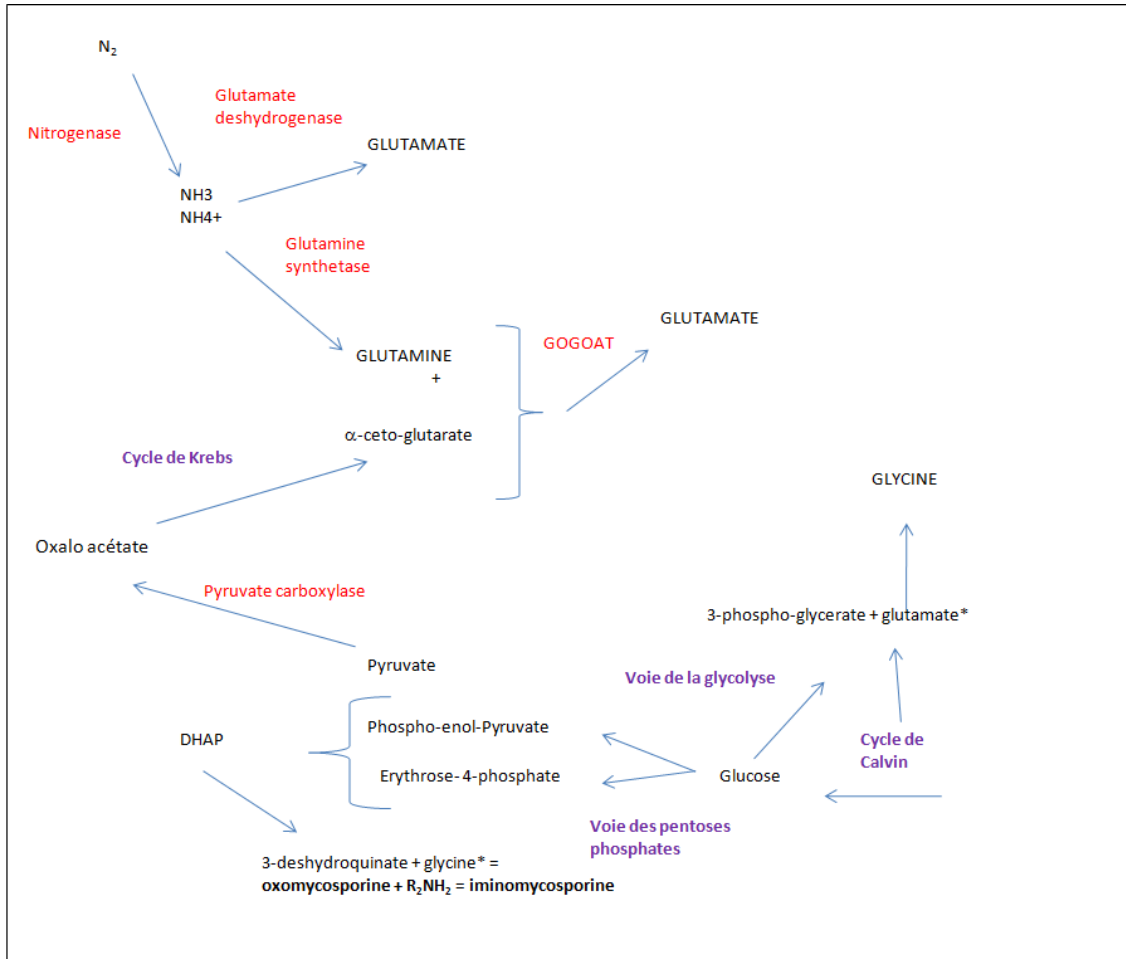 N₂
Glutamate
deshydrogenase
Nitrogenase
GLUTAMATE
NH3
NH4+
Glutamine
synthetase
GLUTAMATE
GOGOAT
GLUTAMINE
+
α-ceto-glutarate
Cycle de Krebs
GLYCINE
Oxalo acétate
Pyruvate carboxylase
3-phospho-glycerate + glutamate*
Pyruvate
Voie de la glycolyse
Phospho-enol-Pyruvate
DHAP
Cycle de
Calvin
Erythrose-4-phosphate
Glucose
Voie des pentoses
phosphates
3-deshydroquinate + glycine* =
oxomycosporine + R₂NH₂ = iminomycosporine